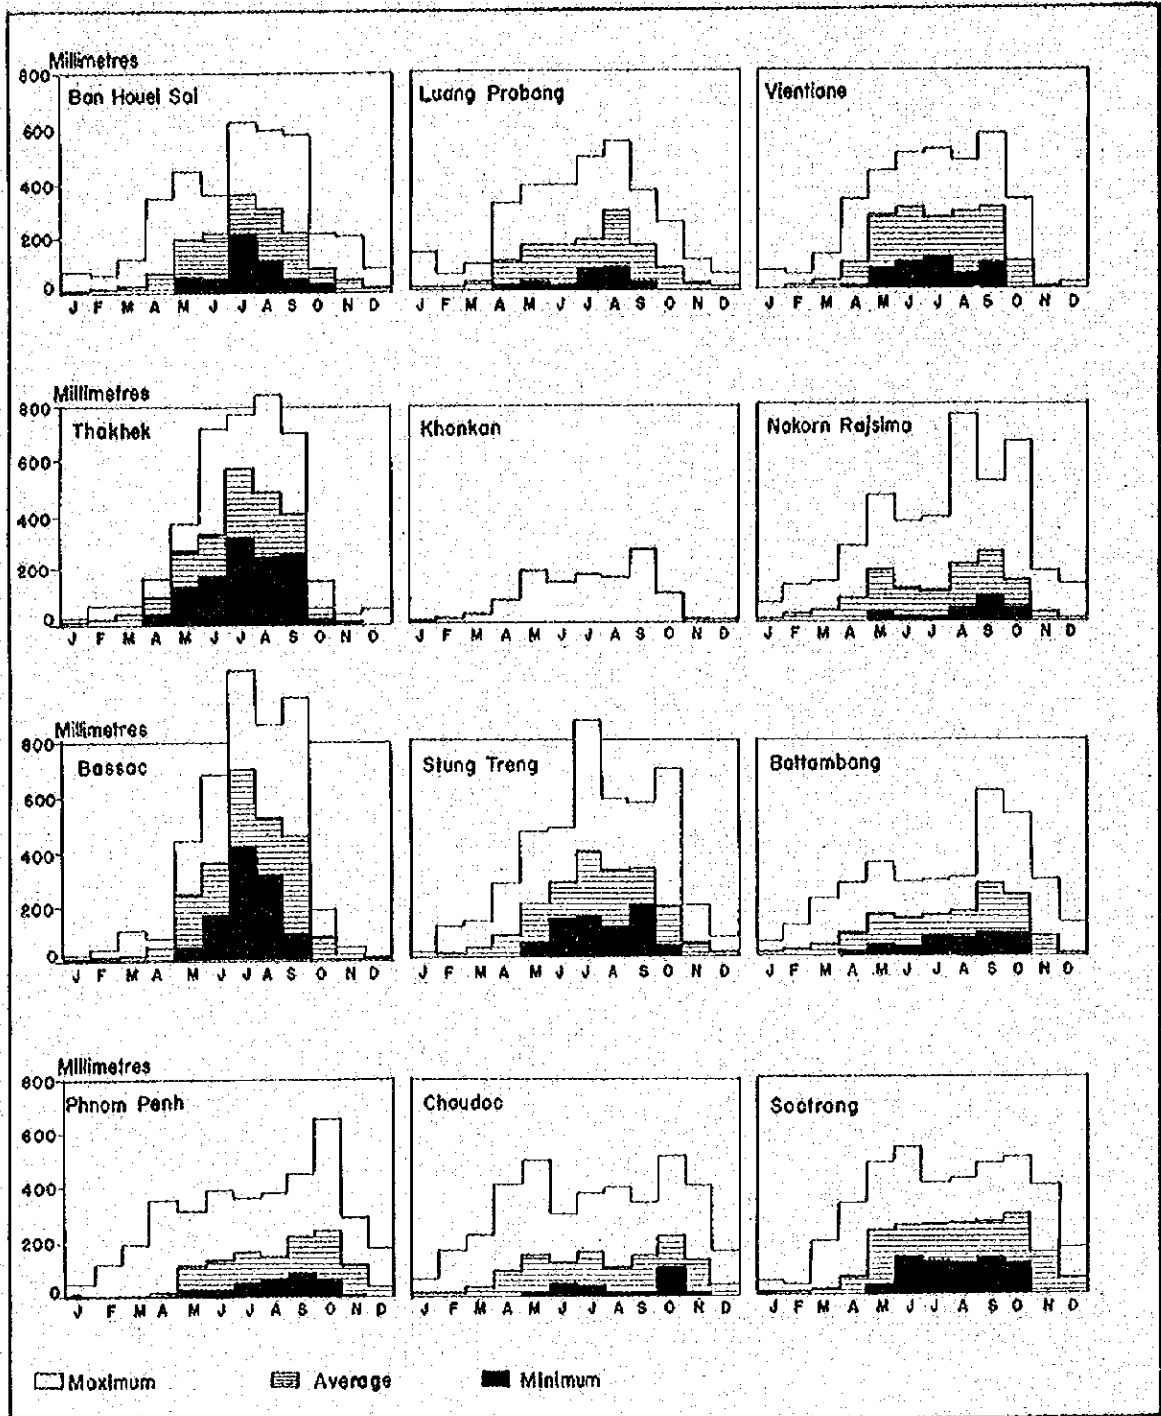 Millimetres
800
600
400
200
0
Ban Houei Sai
J F M A M J J A S O N D
Luang Prabang
J F M A M J J A S O N D
Vientiane
J F M A M J J A S O N D
Millimetres
800
600
400
200
0
Thakhek
J F M A M J J A S O N D
Khonkan
J F M A M J J A S O N D
Nakorn Rajsima
J F M A M J J A S O N D
Millimetres
800
600
400
200
0
Bassac
J F M A M J J A S O N D
Stung Treng
J F M A M J J A S O N D
Battambang
J F M A M J J A S O N D
Millimetres
800
600
400
200
0
Phnom Penh
J F M A M J J A S O N D
Chaudoc
J F M A M J J A S O N D
Soctrang
J F M A M J J A S O N D
Maximum Average Minimum